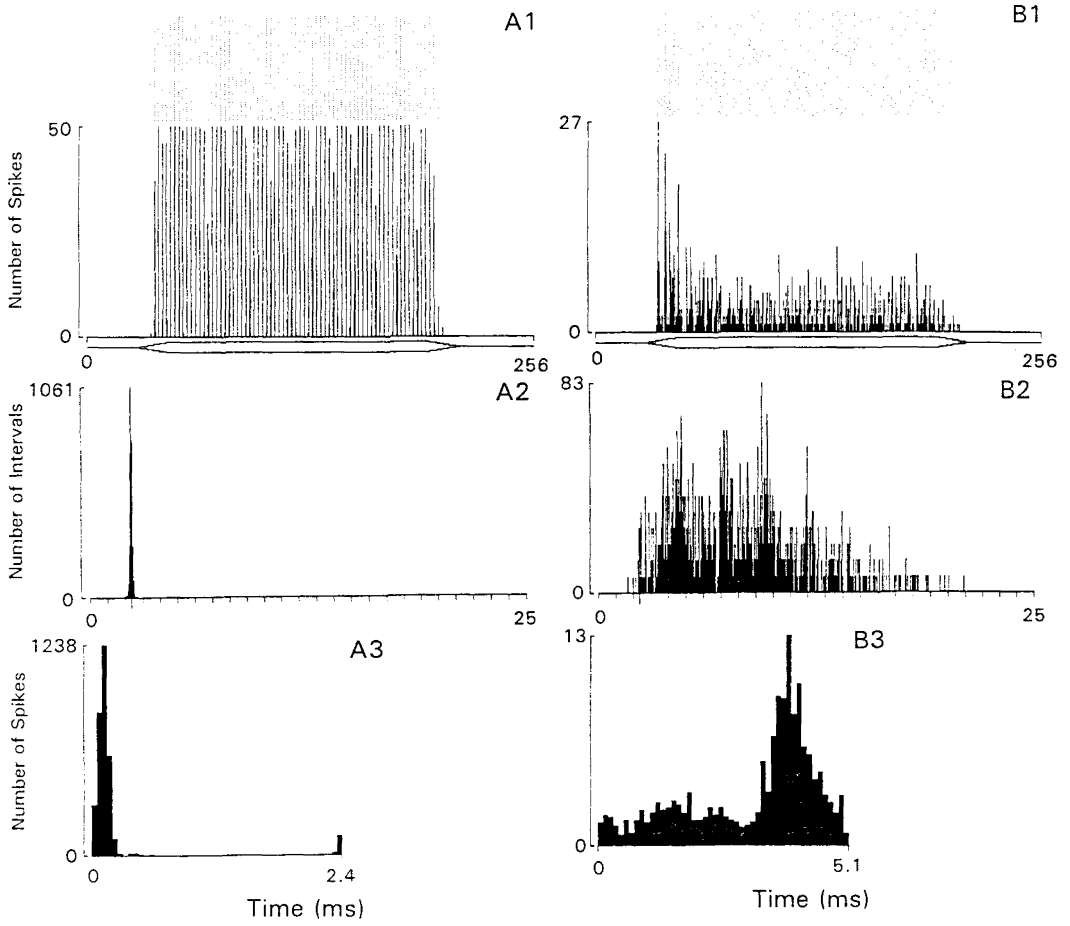 A1
B1
Number of Spikes
50
0
0
256
27
0
0
256
A2
B2
Number of Intervals
1061
0
0
25
83
0
0
25
A3
B3
Number of Spikes
1238
0
0
2.4
Time (ms)
13
0
0
5.1
Time (ms)